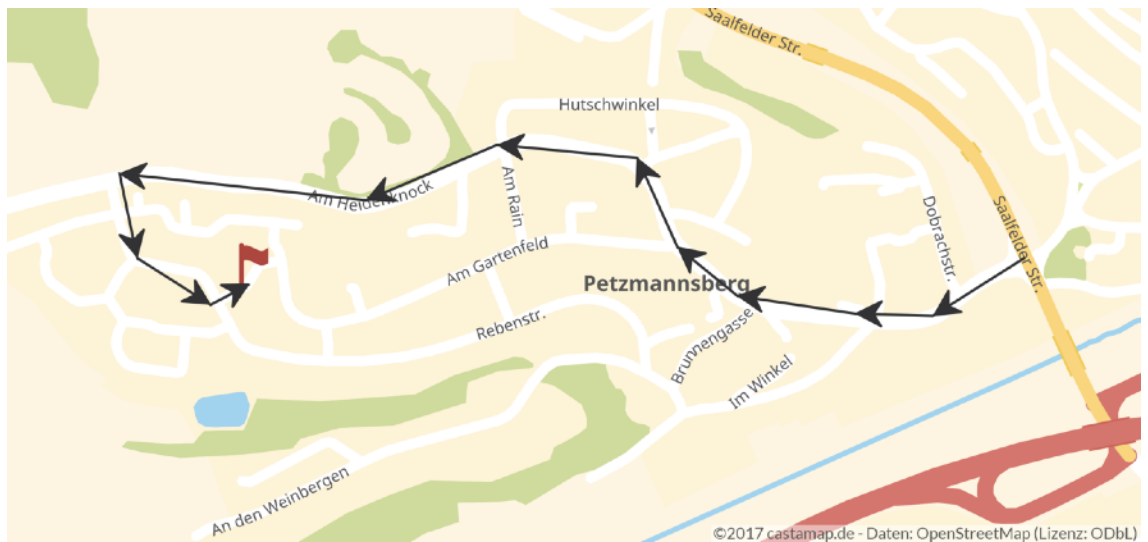 Saalfelder Str.
Hutschwinkel
Am Heidenknock
Am Rain
Dobrachstr.
Saalfelder Str.
Am Gartenfeld
Petzmannsberg
Rebenstr.
Brunnengasse
Im Winkel
An den Weinbergen
©2017 castamap.de - Daten: OpenStreetMap (Lizenz: ODbL)